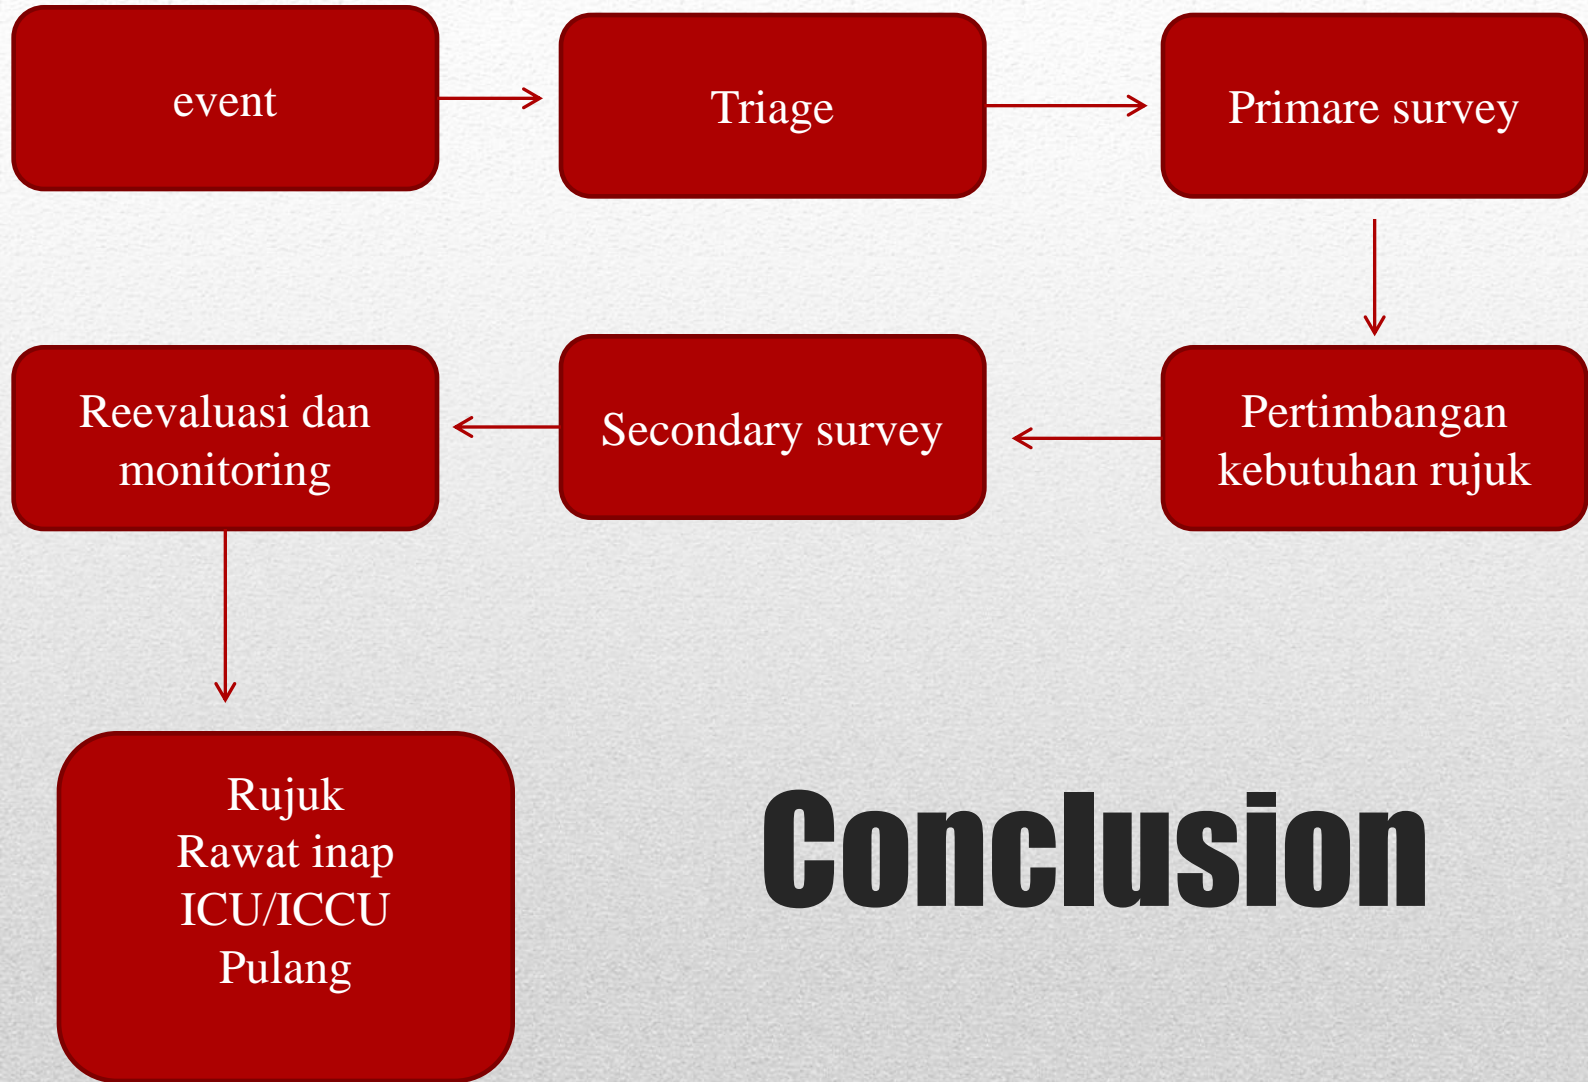 event
Triage
Primare survey
Pertimbangan
kebutuhan rujuk
Secondary survey
Reevaluasi dan
monitoring
Rujuk
Rawat inap
ICU/ICCU
Pulang
Conclusion